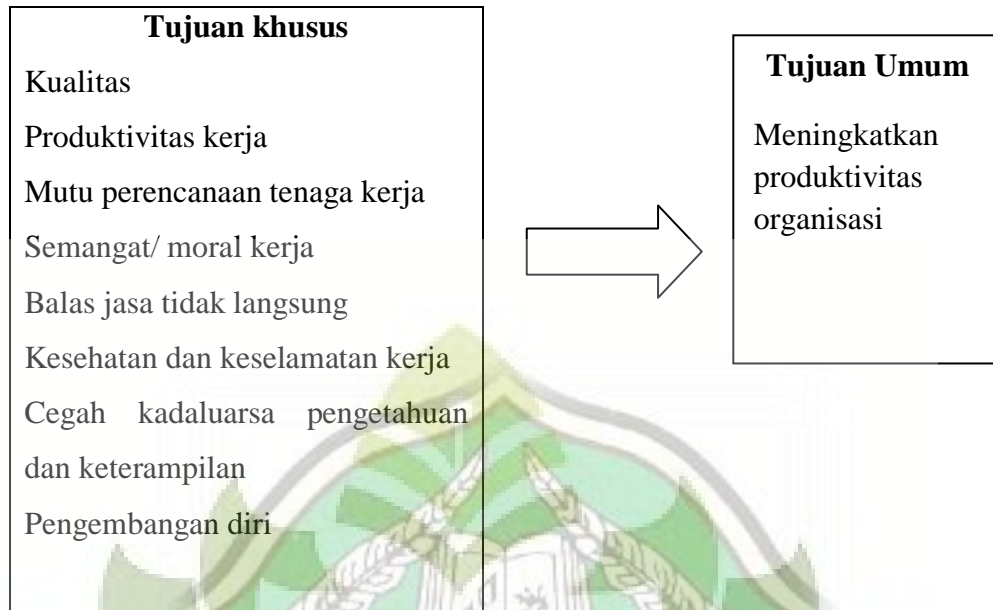 Tujuan khusus
Kualitas
Produktivitas kerja
Mutu perencanaan tenaga kerja
Semangat/ moral kerja
Balas jasa tidak langsung
Kesehatan dan keselamatan kerja
Cegah kadaluarsa pengetahuan
dan keterampilan
Pengembangan diri
Tujuan Umum
Meningkatkan
produktivitas
organisasi